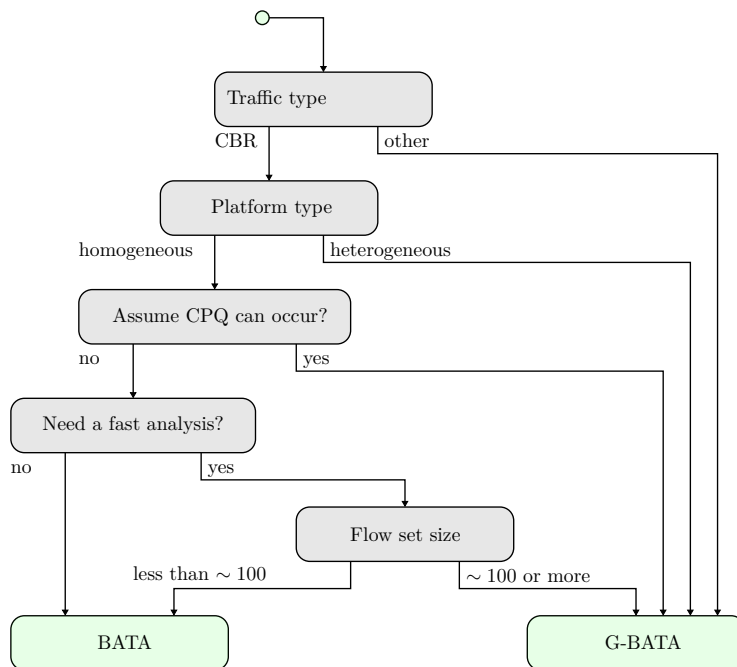 Traffic type
CBR
other
Platform type
homogeneous
heterogeneous
Assume CPQ can occur?
no
yes
Need a fast analysis?
no
yes
Flow set size
less than ∼ 100
∼ 100 or more
BATA
G-BATA